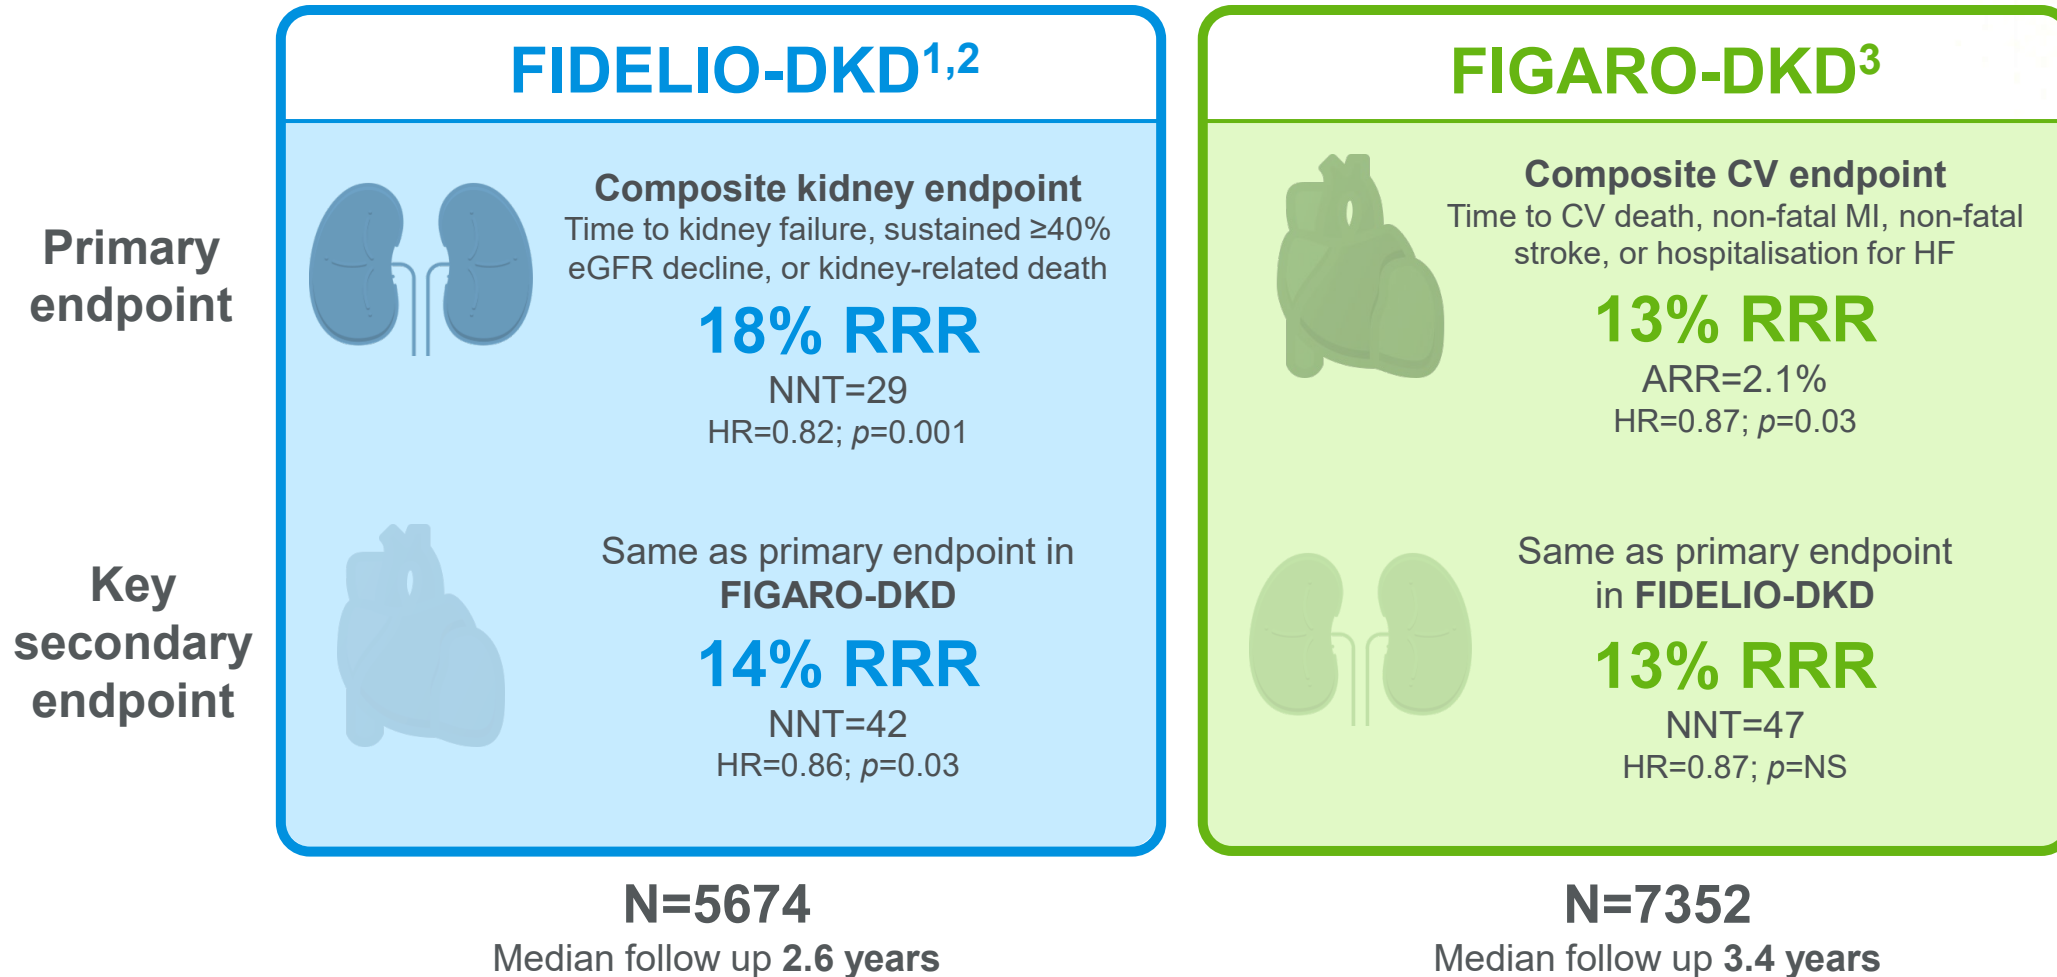 FIDELIO-DKD1,2
FIGARO-DKD3
Primary
endpoint
Composite kidney endpoint
Time to kidney failure, sustained ≥40%
eGFR decline, or kidney-related death
18% RRR
NNT=29
HR=0.82; p=0.001
Composite CV endpoint
Time to CV death, non-fatal MI, non-fatal
stroke, or hospitalisation for HF
13% RRR
ARR=2.1%
HR=0.87; p=0.03
Key
secondary
endpoint
Same as primary endpoint in
FIGARO-DKD
14% RRR
NNT=42
HR=0.86; p=0.03
Same as primary endpoint
in FIDELIO-DKD
13% RRR
NNT=47
HR=0.87; p=NS
N=5674
Median follow up 2.6 years
N=7352
Median follow up 3.4 years